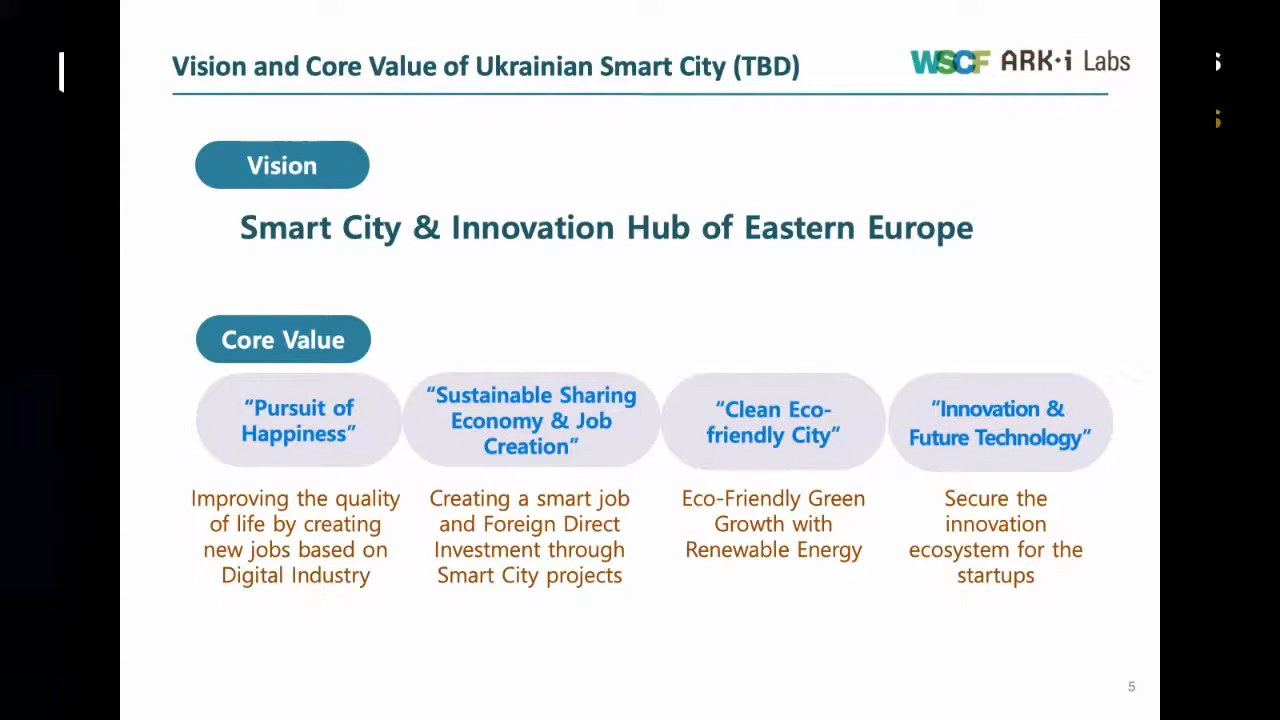 Vision and Core Value of Ukrainian Smart City (TBD)
WSCF ARK·i Labs
Vision
Smart City & Innovation Hub of Eastern Europe
Core Value
“Pursuit of
Happiness”
“Sustainable Sharing
Economy & Job
Creation”
“Clean Eco-
friendly City”
“Innovation &
Future Technology”
Improving the quality
of life by creating
new jobs based on
Digital Industry
Creating a smart job
and Foreign Direct
Investment through
Smart City projects
Eco-Friendly Green
Growth with
Renewable Energy
Secure the
innovation
ecosystem for the
startups
5